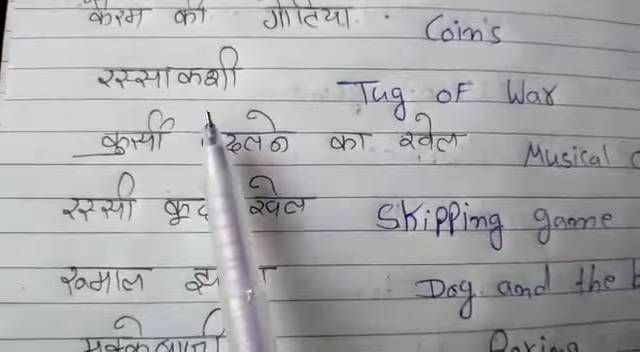 कैरम की गोटिया. Coins
रस्साकशी Tug OF War
कुर्सी का खेल Musical
रस्सी खेल Skipping game
रूमाल Dog and the
मुक्केबाजी